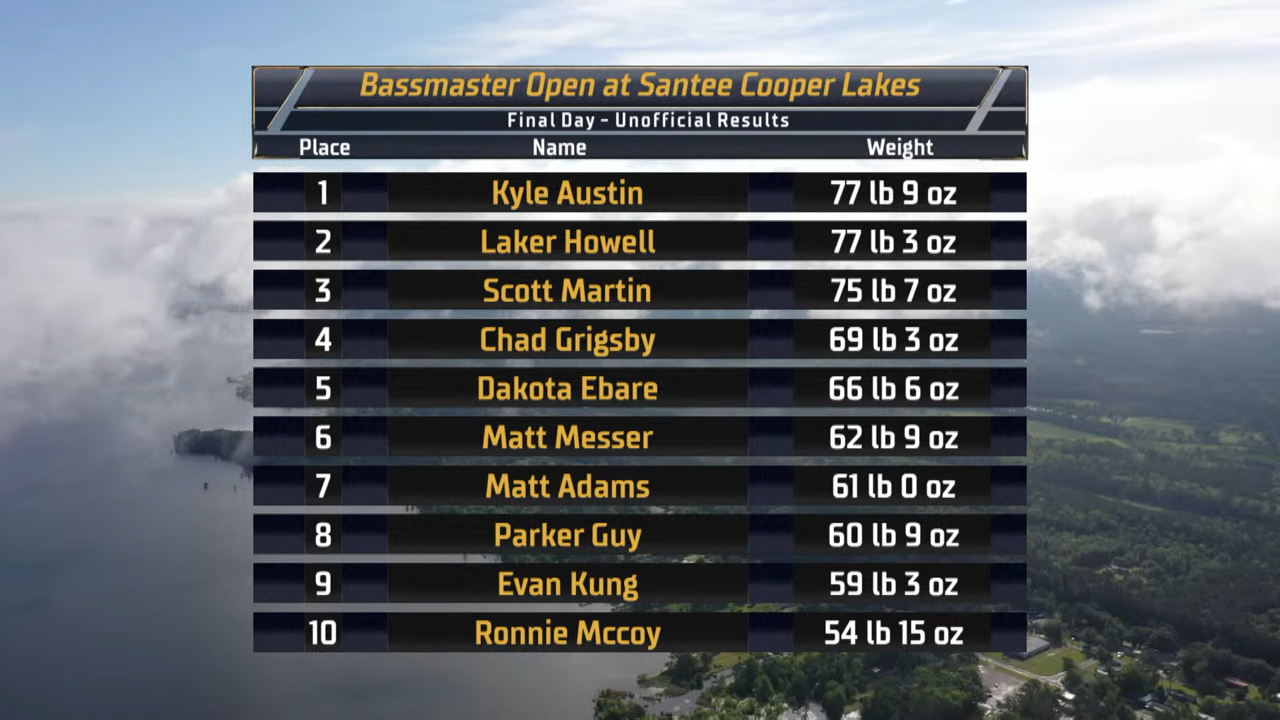 Bassmaster Open at Santee Cooper Lakes
Final Day - Unofficial Results
Place Name Weight
1 Kyle Austin 77 lb 9 oz
2 Laker Howell 77 lb 3 oz
3 Scott Martin 75 lb 7 oz
4 Chad Grigsby 69 lb 3 oz
5 Dakota Ebare 66 lb 6 oz
6 Matt Messer 62 lb 9 oz
7 Matt Adams 61 lb 0 oz
8 Parker Guy 60 lb 9 oz
9 Evan Kung 59 lb 3 oz
10 Ronnie Mccoy 54 lb 15 oz